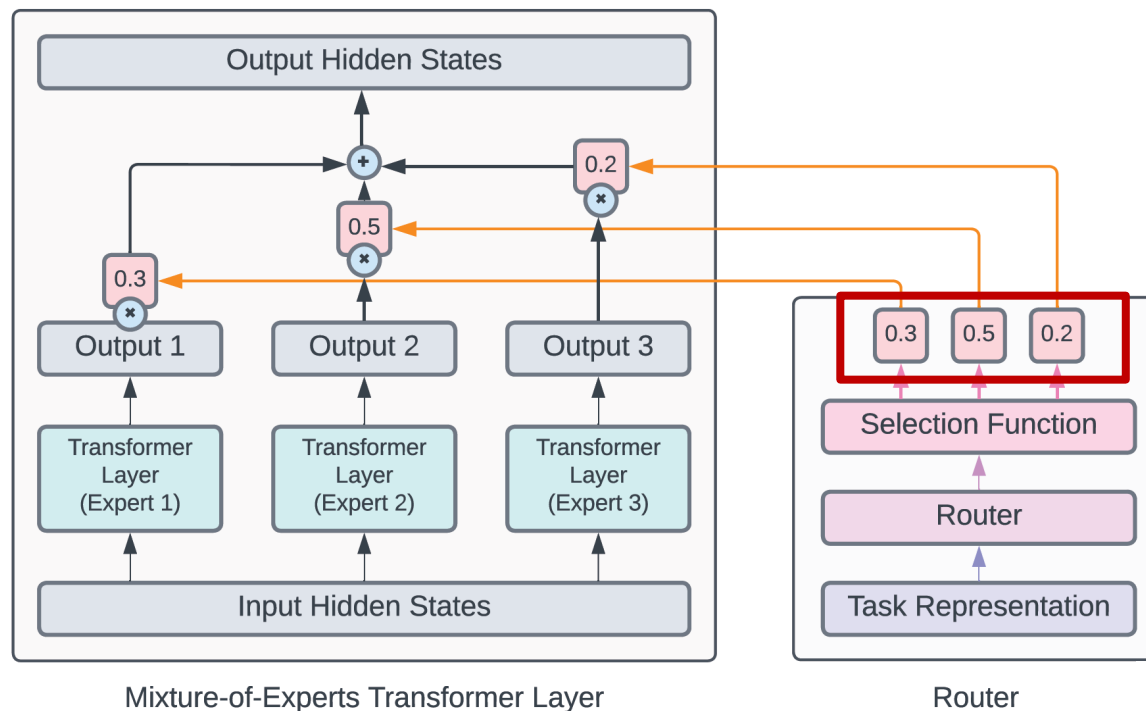 Output Hidden States
+
0.2
×
0.5
×
0.3
×
Output 1
Output 2
Output 3
Transformer
Layer
(Expert 1)
Transformer
Layer
(Expert 2)
Transformer
Layer
(Expert 3)
Input Hidden States
Mixture-of-Experts Transformer Layer
0.3
0.5
0.2
Selection Function
Router
Task Representation
Router